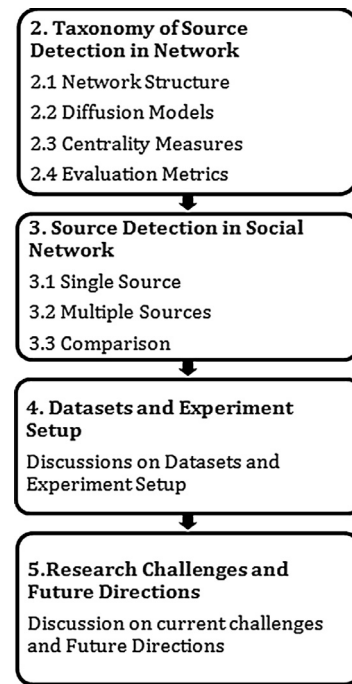 2. Taxonomy of Source
Detection in Network
2.1 Network Structure
2.2 Diffusion Models
2.3 Centrality Measures
2.4 Evaluation Metrics
3. Source Detection in Social
Network
3.1 Single Source
3.2 Multiple Sources
3.3 Comparison
4. Datasets and Experiment
Setup
Discussions on Datasets and
Experiment Setup
5.Research Challenges and
Future Directions
Discussion on current challenges
and Future Directions